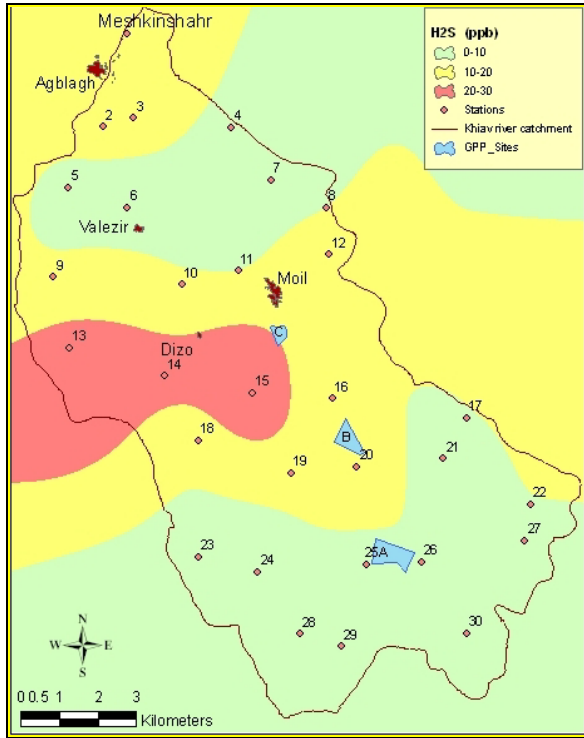 Meshkinshahr
Agblagh
2
3
4
5
6
7
8
Valezir
9
10
11
12
Moil
C
13
Dizo
14
15
16
17
18
B
19
20
21
22
23
24
25A
26
27
28
29
30
H2S (ppb)
0-10
10-20
20-30
Stations
Khiav river catchment
GPP_Sites
N
W E
S
0 0.5 1 2 3
Kilometers